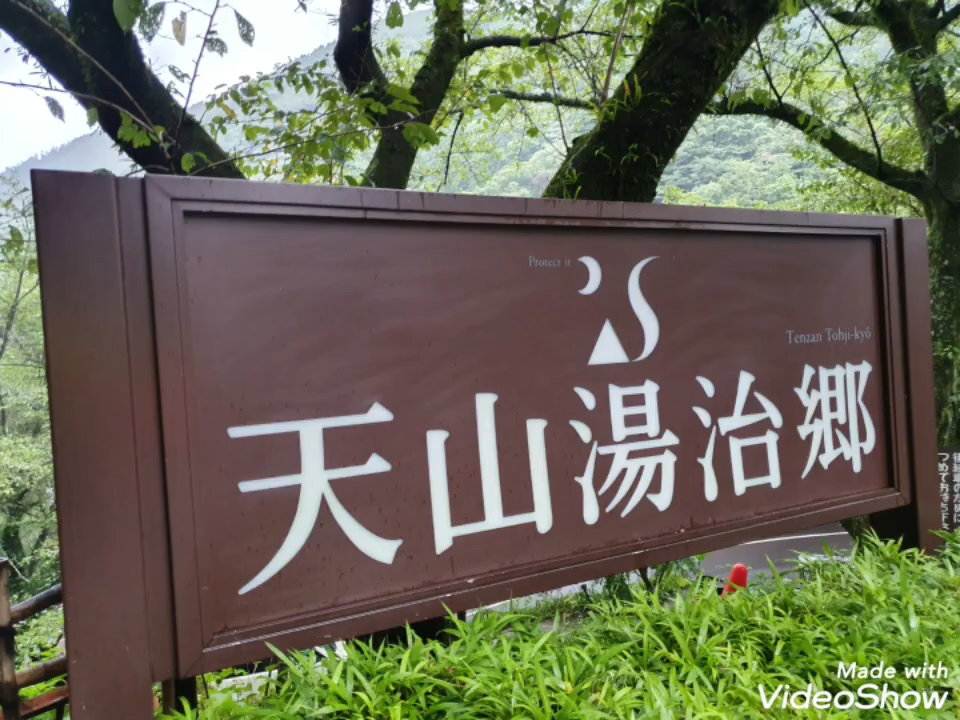 Protect it
'S
Tenzan Tohji-kyō
天山湯治郷
Made with
VideoShow